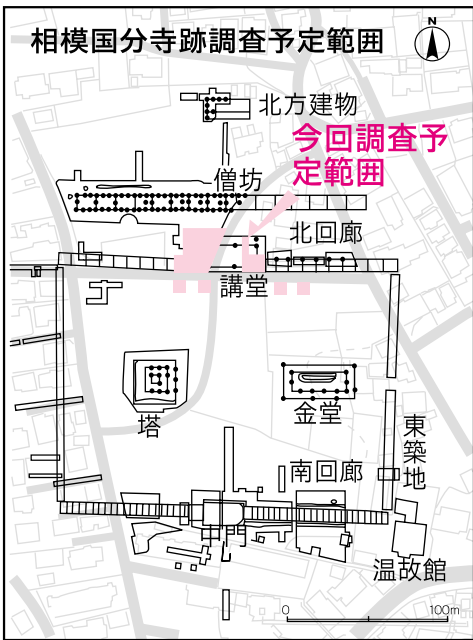 相模国分寺跡調査予定範囲
N
北方建物
今回調査予
定範囲
僧坊
北回廊
講堂
塔
金堂
東築地
南回廊
温故館
0 100m